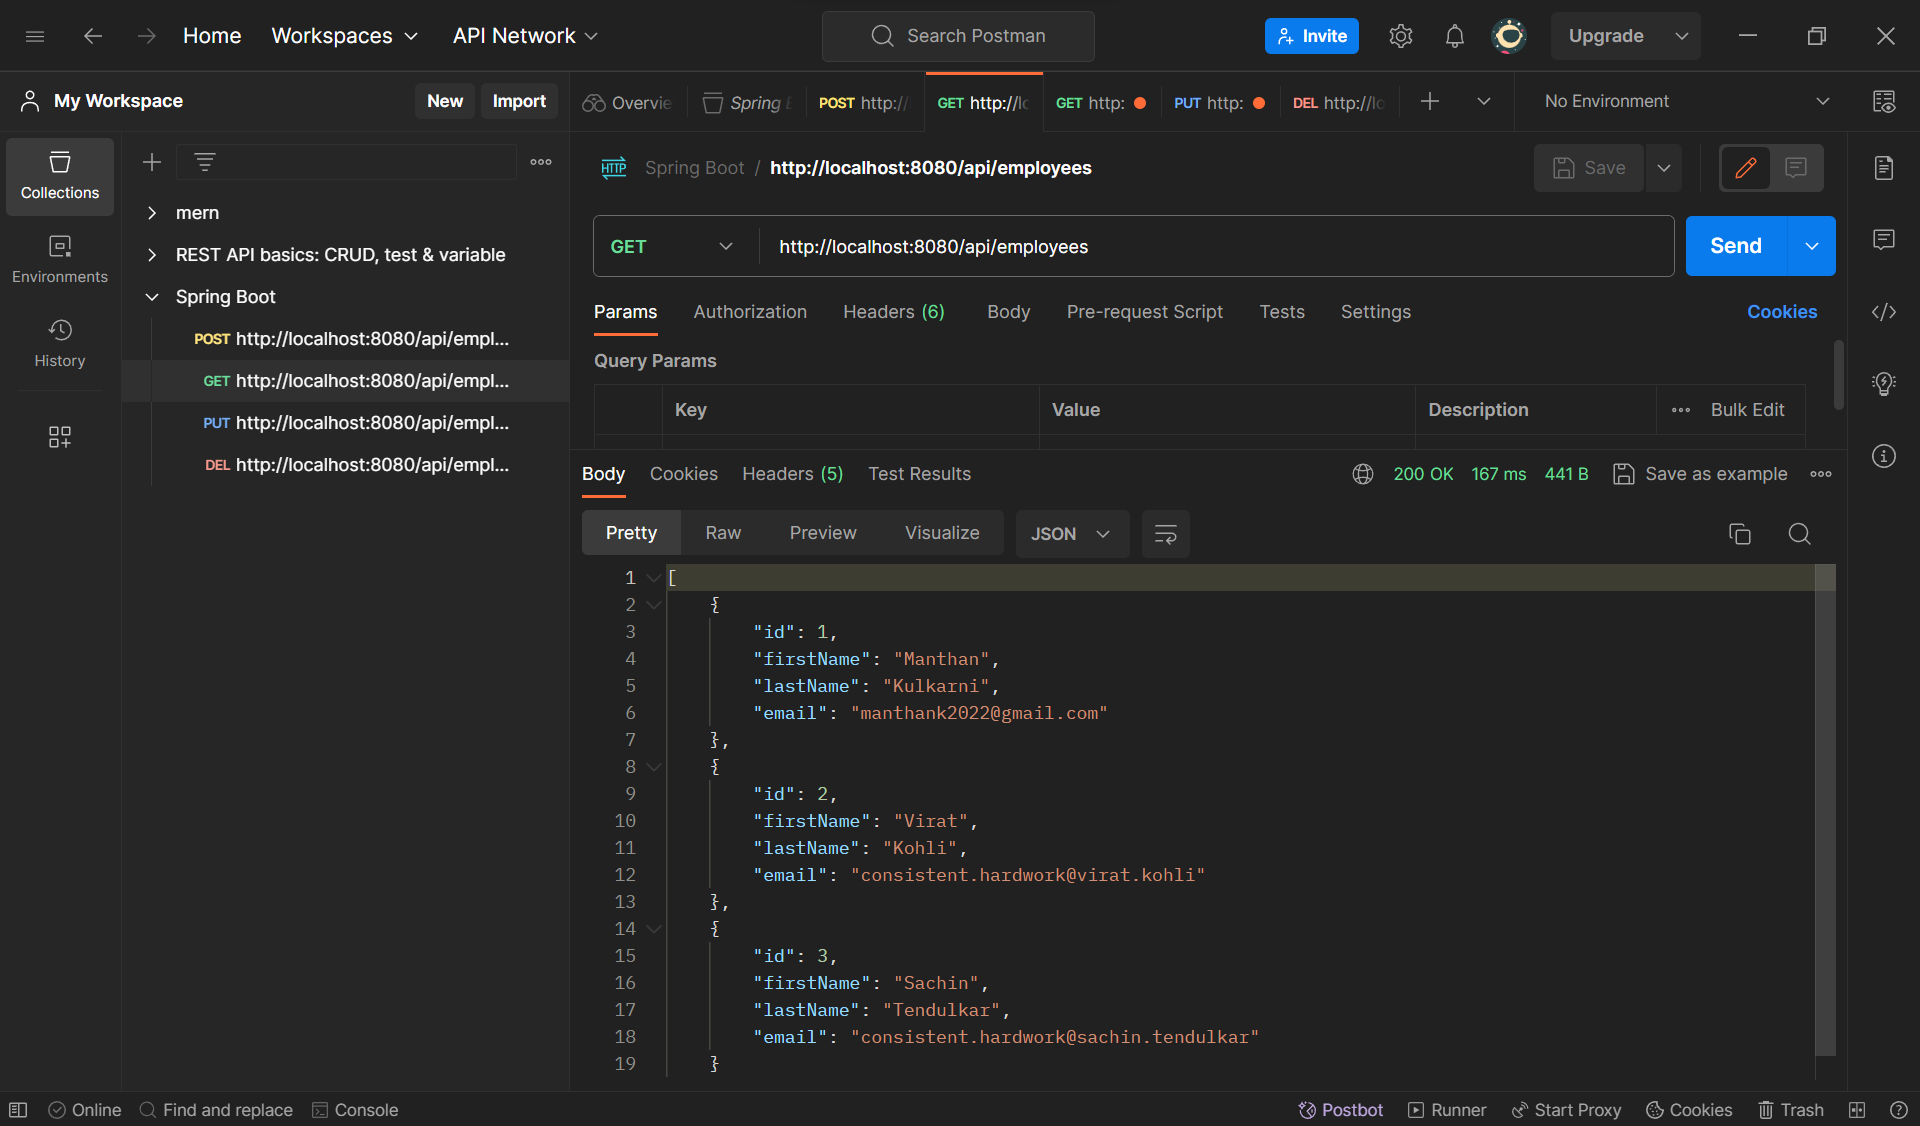 Home Workspaces API Network Search Postman Invite Upgrade
My Workspace New Import
Overvie Spring POST http:// GET http://lo GET http: PUT http: DEL http://lo No Environment
Collections
Environments
History
mern
REST API basics: CRUD, test & variable
Spring Boot
POST http://localhost:8080/api/empl...
GET http://localhost:8080/api/empl...
PUT http://localhost:8080/api/empl...
DEL http://localhost:8080/api/empl...
HTTP Spring Boot / http://localhost:8080/api/employees Save
GET http://localhost:8080/api/employees Send
Params Authorization Headers (6) Body Pre-request Script Tests Settings Cookies
Query Params
Key Value Description Bulk Edit
Body Cookies Headers (5) Test Results 200 OK 167 ms 441 B Save as example
Pretty Raw Preview Visualize JSON
1 [
2 {
3 "id": 1,
4 "firstName": "Manthan",
5 "lastName": "Kulkarni",
6 "email": "manthank2022@gmail.com"
7 },
8 {
9 "id": 2,
10 "firstName": "Virat",
11 "lastName": "Kohli",
12 "email": "consistent.hardwork@virat.kohli"
13 },
14 {
15 "id": 3,
16 "firstName": "Sachin",
17 "lastName": "Tendulkar",
18 "email": "consistent.hardwork@sachin.tendulkar"
19 }
Online Find and replace Console Postbot Runner Start Proxy Cookies Trash